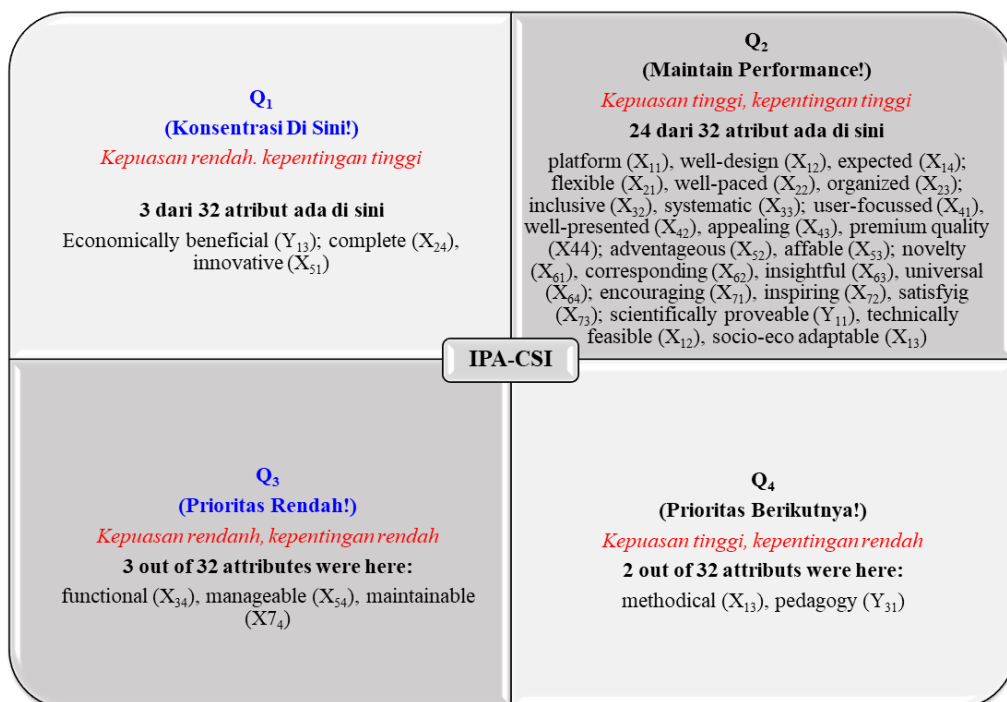 Q₁
(Konsentrasi Di Sini!)
Kepuasan rendah. kepentingan tinggi
3 dari 32 atribut ada di sini
Economically beneficial (Y₁₃); complete (X₂₄),
innovative (X₅₁)
Q₂
(Maintain Performance!)
Kepuasan tinggi, kepentingan tinggi
24 dari 32 atribut ada di sini
platform (X₁₁), well-design (X₁₂), expected (X₁₄);
flexible (X₂₁), well-paced (X₂₂), organized (X₂₃);
inclusive (X₃₂), systematic (X₃₃); user-focussed (X₄₁),
well-presented (X₄₂), appealing (X₄₃), premium quality
(X44); adventageous (X₅₂), affable (X₅₃); novelty
(X₆₁), corresponding (X₆₂), insightful (X₆₃), universal
(X₆₄); encouraging (X₇₁), inspiring (X₇₂), satisfyig
(X₇₃); scientifically proveable (Y₁₁), technically
feasible (X₁₂), socio-eco adaptable (X₁₃)
IPA-CSI
Q₃
(Prioritas Rendah!)
Kepuasan rendanh, kepentingan rendah
3 out of 32 attributes were here:
functional (X₃₄), manageable (X₅₄), maintainable
(X7₄)
Q₄
(Prioritas Berikutnya!)
Kepuasan tinggi, kepentingan rendah
2 out of 32 attributs were here:
methodical (X₁₃), pedagogy (Y₃₁)